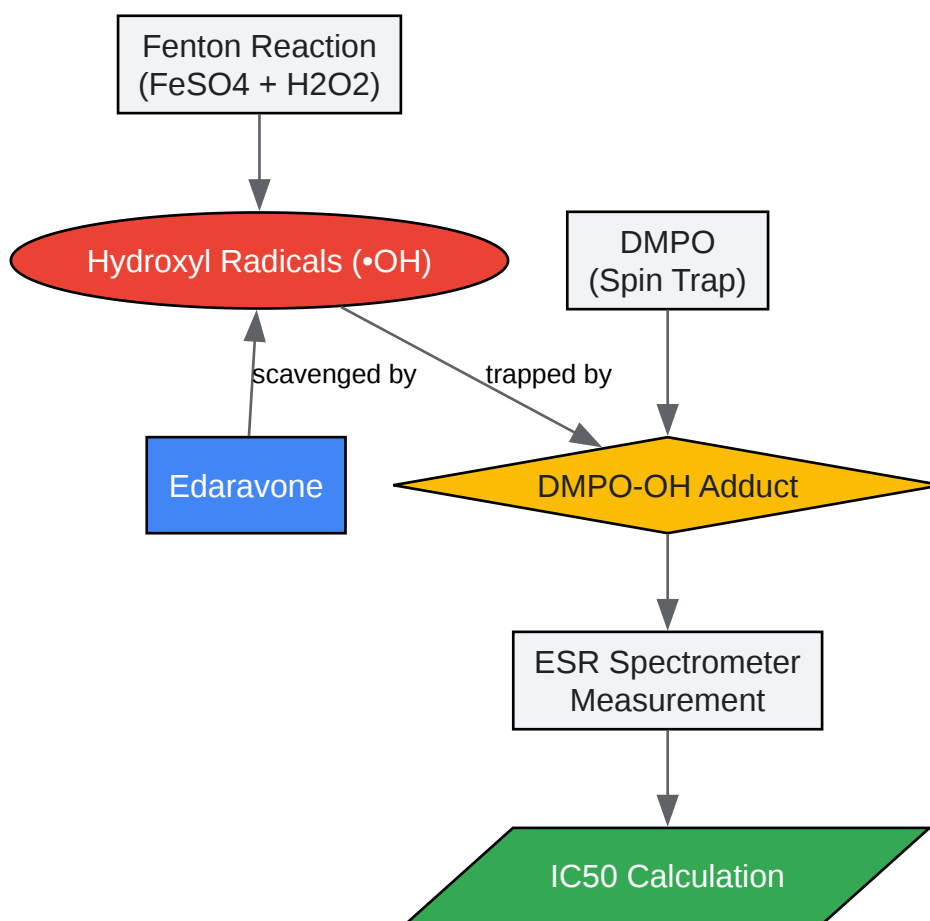 Fenton Reaction
(FeSO4 + H2O2)
Hydroxyl Radicals (•OH)
DMPO
(Spin Trap)
scavenged by
trapped by
Edaravone
DMPO-OH Adduct
ESR Spectrometer
Measurement
IC50 Calculation